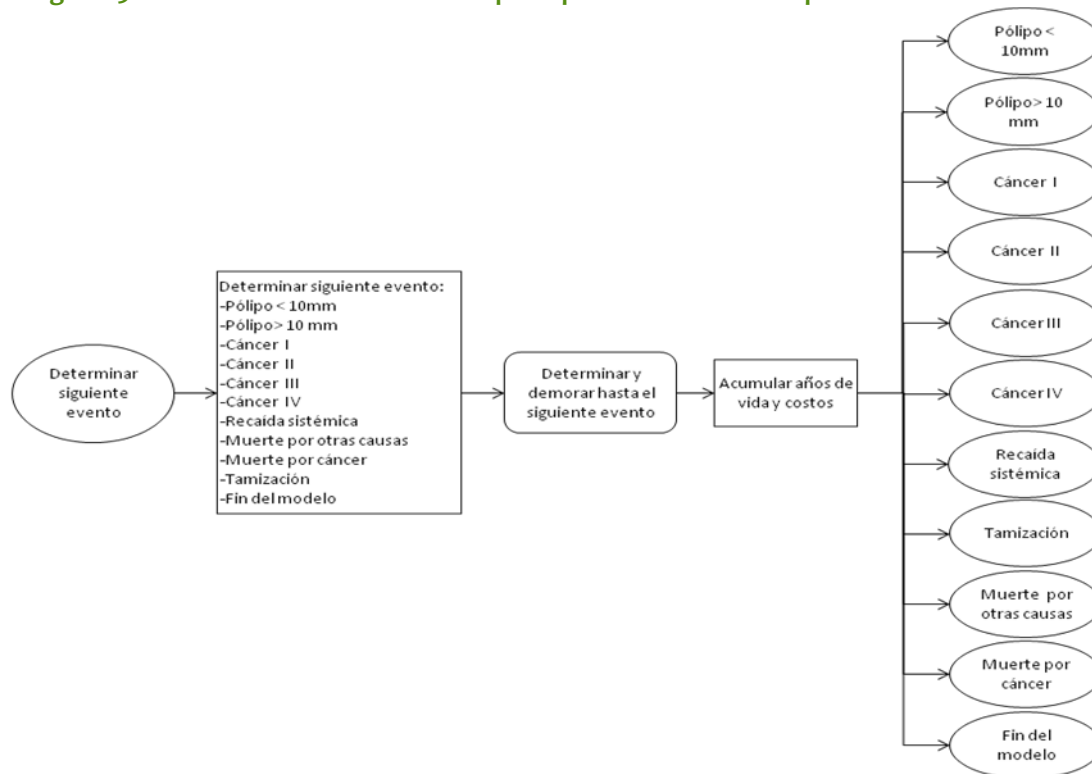 Determinar
siguiente
evento
Determinar siguiente evento:
-Pólipo < 10mm
-Pólipo> 10 mm
-Cáncer I
-Cáncer II
-Cáncer III
-Cáncer IV
-Recaída sistémica
-Muerte por otras causas
-Muerte por cáncer
-Tamización
-Fin del modelo
Determinar y
demorar hasta el
siguiente evento
Acumular años de
vida y costos
Pólipo <
10mm
Pólipo> 10
mm
Cáncer I
Cáncer II
Cáncer III
Cáncer IV
Recaída
sistémica
Tamización
Muerte por
otras causas
Muerte por
cáncer
Fin del
modelo